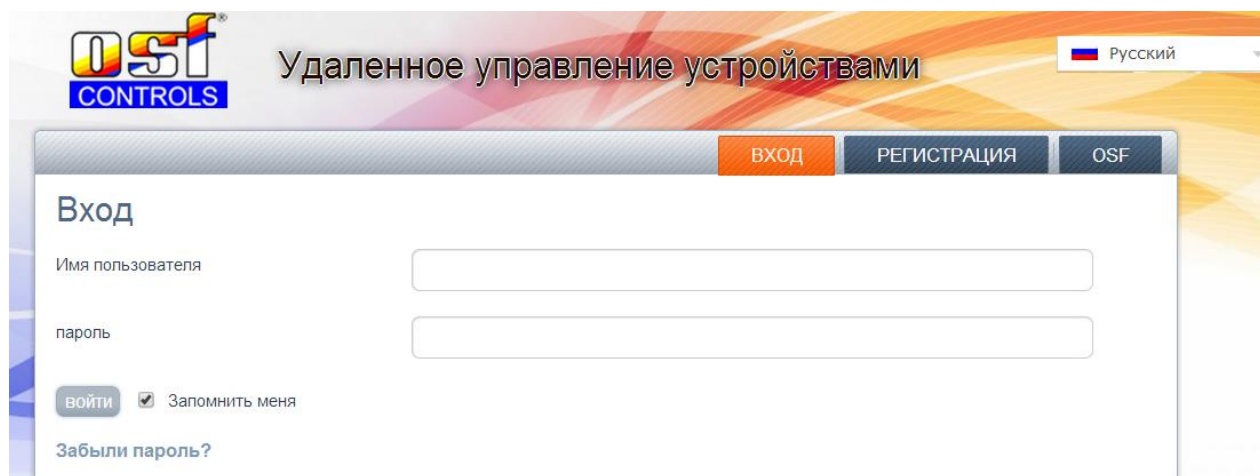 osf®
CONTROLS
Удаленное управление устройствами
Русский
ВХОД
РЕГИСТРАЦИЯ
OSF
Вход
Имя пользователя
пароль
войти
Запомнить меня
Забыли пароль?